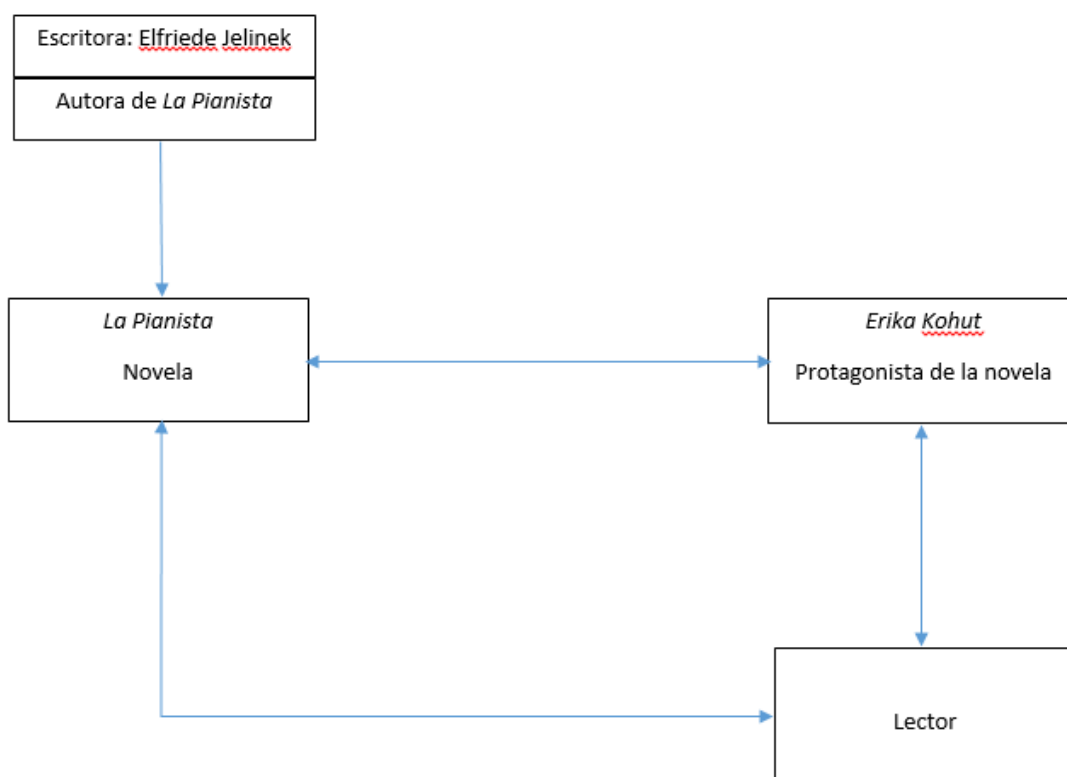 Escritora: Elfriede Jelinek
Autora de La Pianista
La Pianista
Novela
Erika Kohut
Protagonista de la novela
Lector